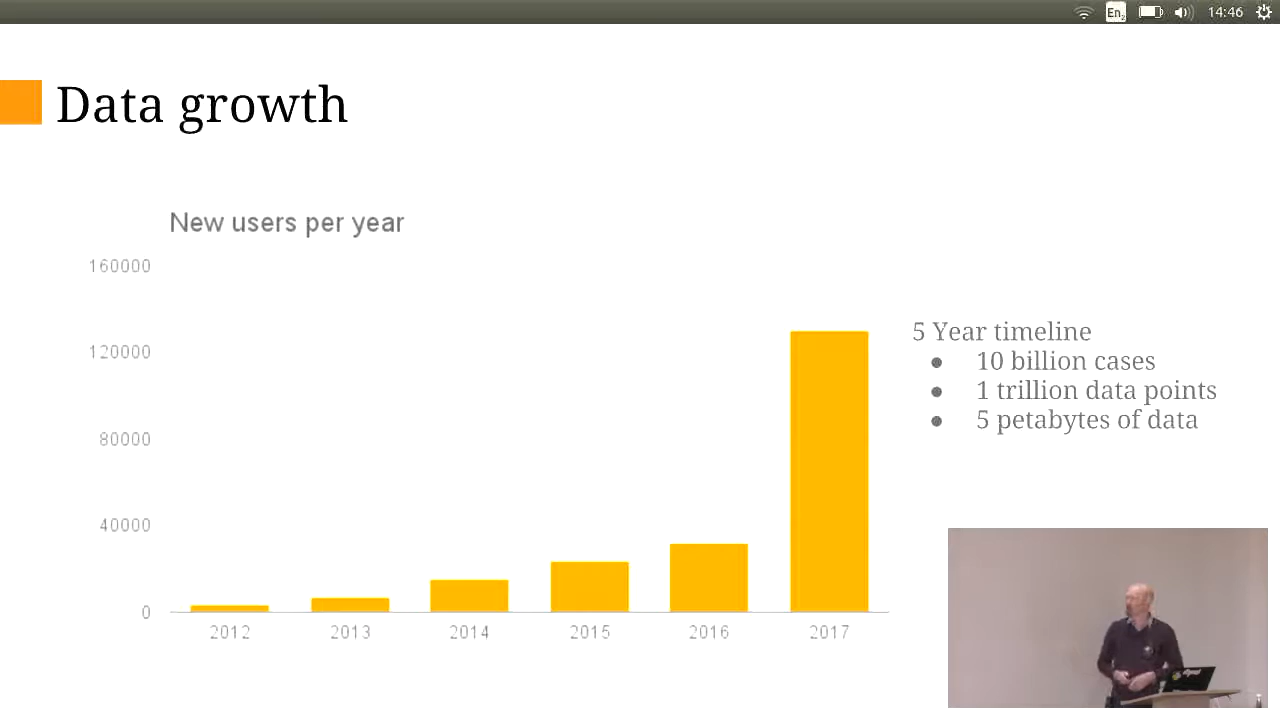 En₂ 14:46
Data growth
New users per year
160000
120000
80000
40000
0
2012 2013 2014 2015 2016 2017
5 Year timeline
● 10 billion cases
● 1 trillion data points
● 5 petabytes of data